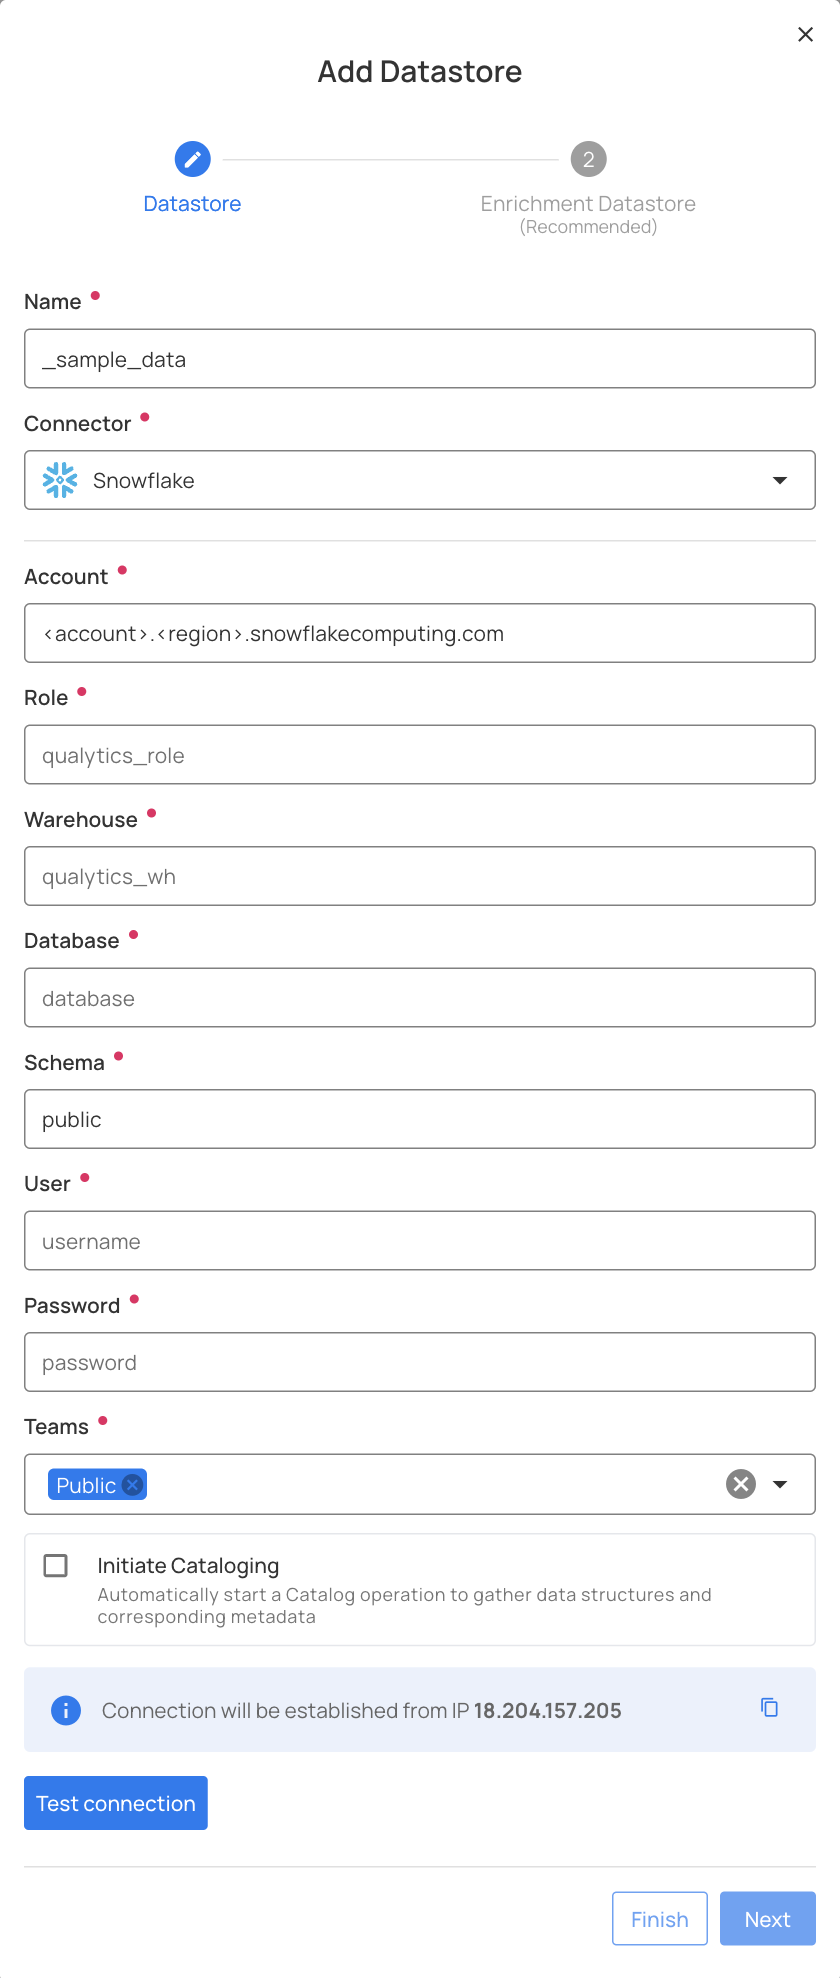 Add Datastore
2
Datastore
Enrichment Datastore
(Recommended)
Name
_sample_data
Connector
Snowflake
Account
<account>.<region>.snowflakecomputing.com
Role
qualytics_role
Warehouse
qualytics_wh
Database
database
Schema
public
User
username
Password
password
Teams
Public
Initiate Cataloging
Automatically start a Catalog operation to gather data structures and
corresponding metadata
Connection will be established from IP 18.204.157.205
Test connection
Finish
Next